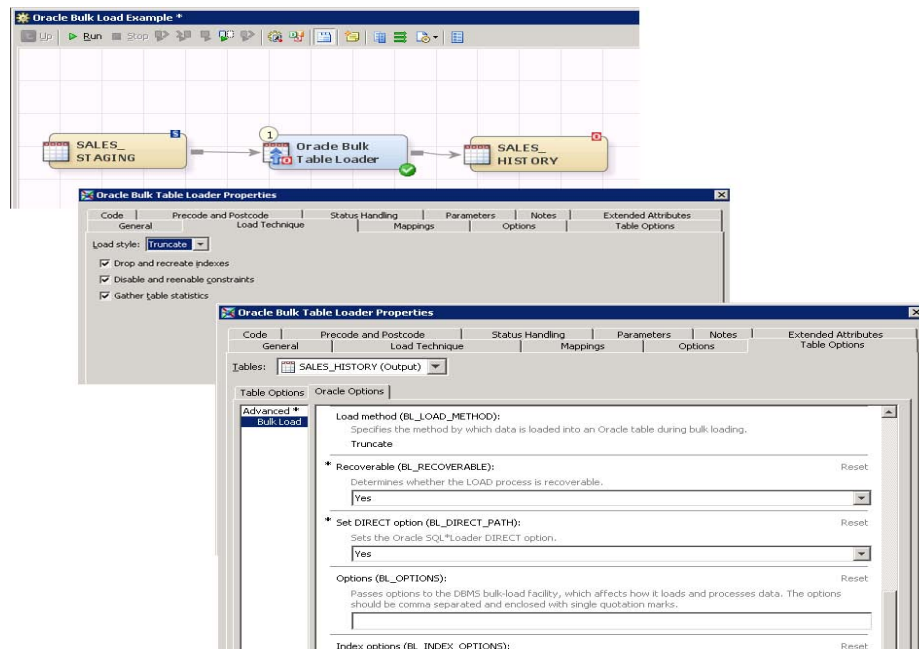 Oracle Bulk Load Example *
Up Run Stop
SALES_
STAGING
S
1
Oracle Bulk
Table Loader
SALES_
HISTORY
O
Oracle Bulk Table Loader Properties
Code Precode and Postcode Status Handling Parameters Notes Extended Attributes
General Load Technique Mappings Options Table Options
Load style: Truncate
Drop and recreate indexes
Disable and reenable constraints
Gather table statistics
Oracle Bulk Table Loader Properties
Code Precode and Postcode Status Handling Parameters Notes Extended Attributes
General Load Technique Mappings Options Table Options
Tables: SALES_HISTORY (Output)
Table Options Oracle Options
Advanced *
Bulk Load
Load method (BL_LOAD_METHOD):
Specifies the method by which data is loaded into an Oracle table during bulk loading.
Truncate
* Recoverable (BL_RECOVERABLE): Reset
Determines whether the LOAD process is recoverable.
Yes
* Set DIRECT option (BL_DIRECT_PATH): Reset
Sets the Oracle SQL*Loader DIRECT option.
Yes
Options (BL_OPTIONS): Reset
Passes options to the DBMS bulk-load facility, which affects how it loads and processes data. The options
should be comma separated and enclosed with single quotation marks.
Index options (BL_INDEX_OPTIONS): Reset